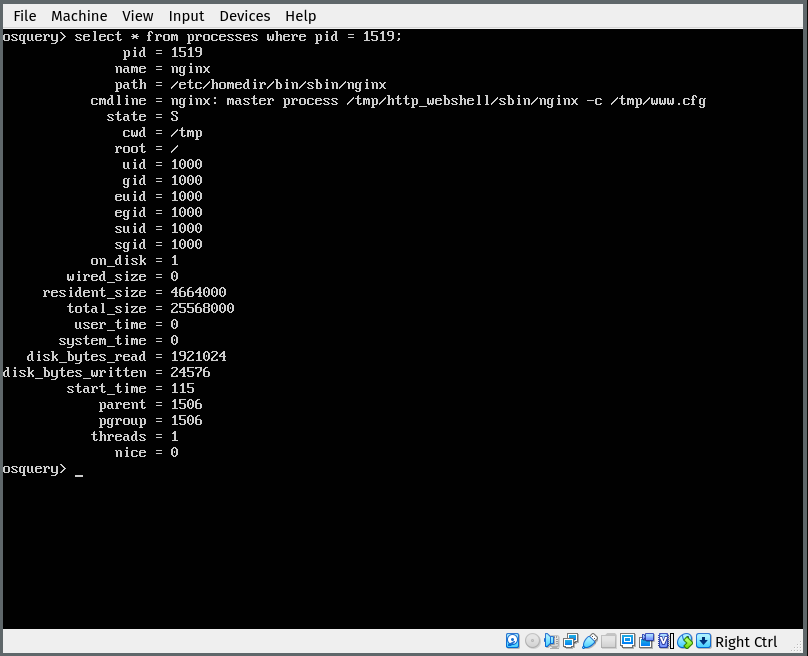 File Machine View Input Devices Help
osquery> select * from processes where pid = 1519;
pid = 1519
name = nginx
path = /etc/homedir/bin/sbin/nginx
cmdline = nginx: master process /tmp/http_webshell/sbin/nginx -c /tmp/www.cfg
state = S
cwd = /tmp
root = /
uid = 1000
gid = 1000
euid = 1000
egid = 1000
suid = 1000
sgid = 1000
on_disk = 1
wired_size = 0
resident_size = 4664000
total_size = 25568000
user_time = 0
system_time = 0
disk_bytes_read = 1921024
disk_bytes_written = 24576
start_time = 115
parent = 1506
pgroup = 1506
threads = 1
nice = 0
osquery> _
Right Ctrl